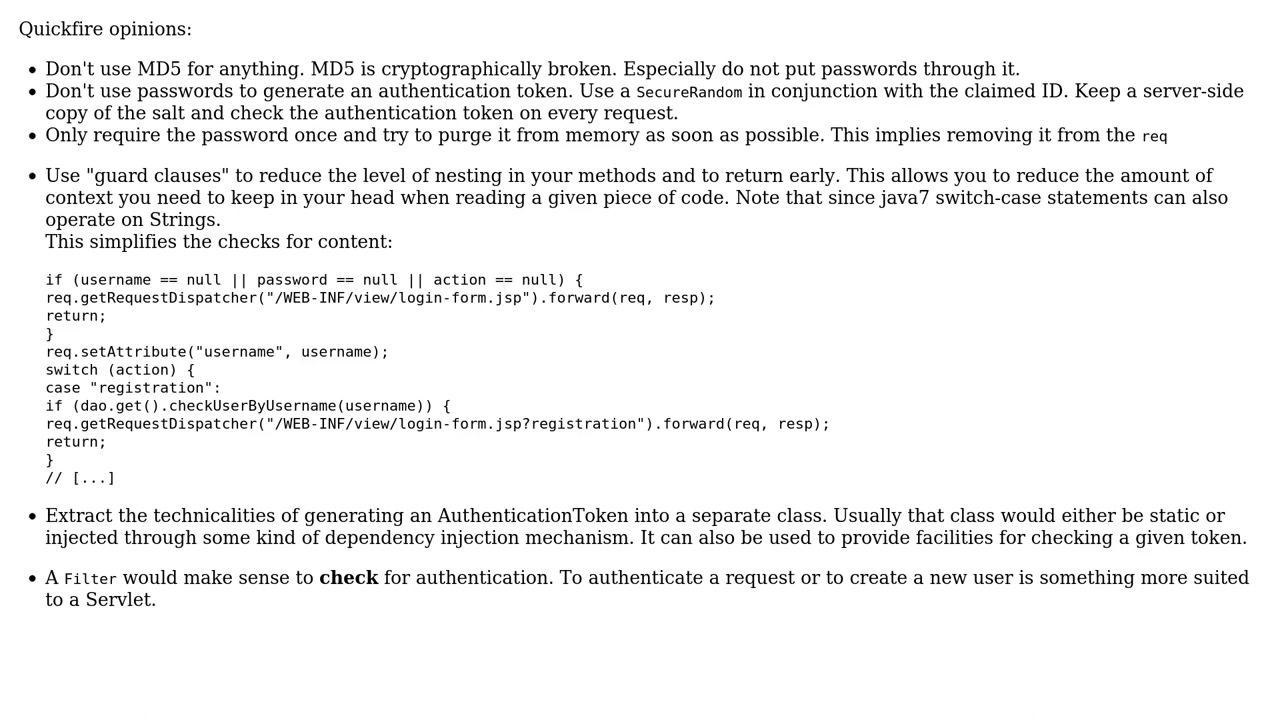 Quickfire opinions:
Don't use MD5 for anything. MD5 is cryptographically broken. Especially do not put passwords through it.
Don't use passwords to generate an authentication token. Use a SecureRandom in conjunction with the claimed ID. Keep a server-side
copy of the salt and check the authentication token on every request.
Only require the password once and try to purge it from memory as soon as possible. This implies removing it from the req
Use "guard clauses" to reduce the level of nesting in your methods and to return early. This allows you to reduce the amount of
context you need to keep in your head when reading a given piece of code. Note that since java7 switch-case statements can also
operate on Strings.
This simplifies the checks for content:
if (username == null || password == null || action == null) {
req.getRequestDispatcher("/WEB-INF/view/login-form.jsp").forward(req, resp);
return;
}
req.setAttribute("username", username);
switch (action) {
case "registration":
if (dao.get().checkUserByUsername(username)) {
req.getRequestDispatcher("/WEB-INF/view/login-form.jsp?registration").forward(req, resp);
return;
}
// [...]
Extract the technicalities of generating an AuthenticationToken into a separate class. Usually that class would either be static or
injected through some kind of dependency injection mechanism. It can also be used to provide facilities for checking a given token.
A Filter would make sense to check for authentication. To authenticate a request or to create a new user is something more suited
to a Servlet.